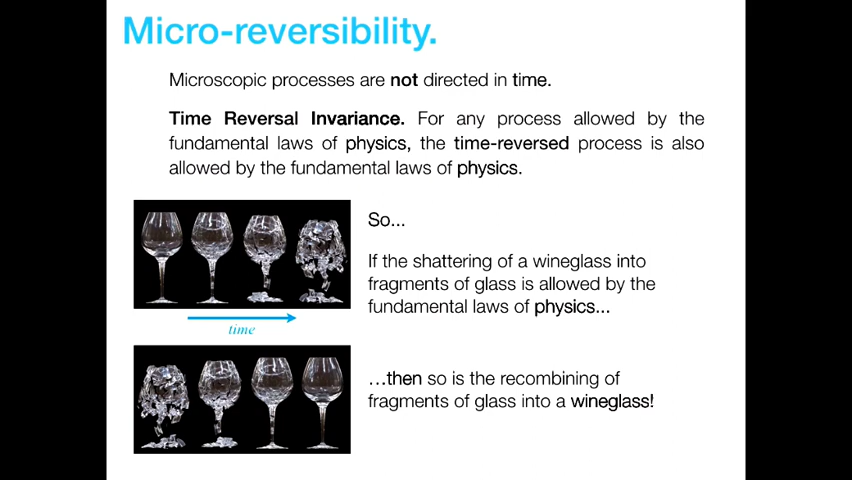 Micro-reversibility.
Microscopic processes are not directed in time.
Time Reversal Invariance. For any process allowed by the
fundamental laws of physics, the time-reversed process is also
allowed by the fundamental laws of physics.
So...
If the shattering of a wineglass into
fragments of glass is allowed by the
fundamental laws of physics...
time
...then so is the recombining of
fragments of glass into a wineglass!